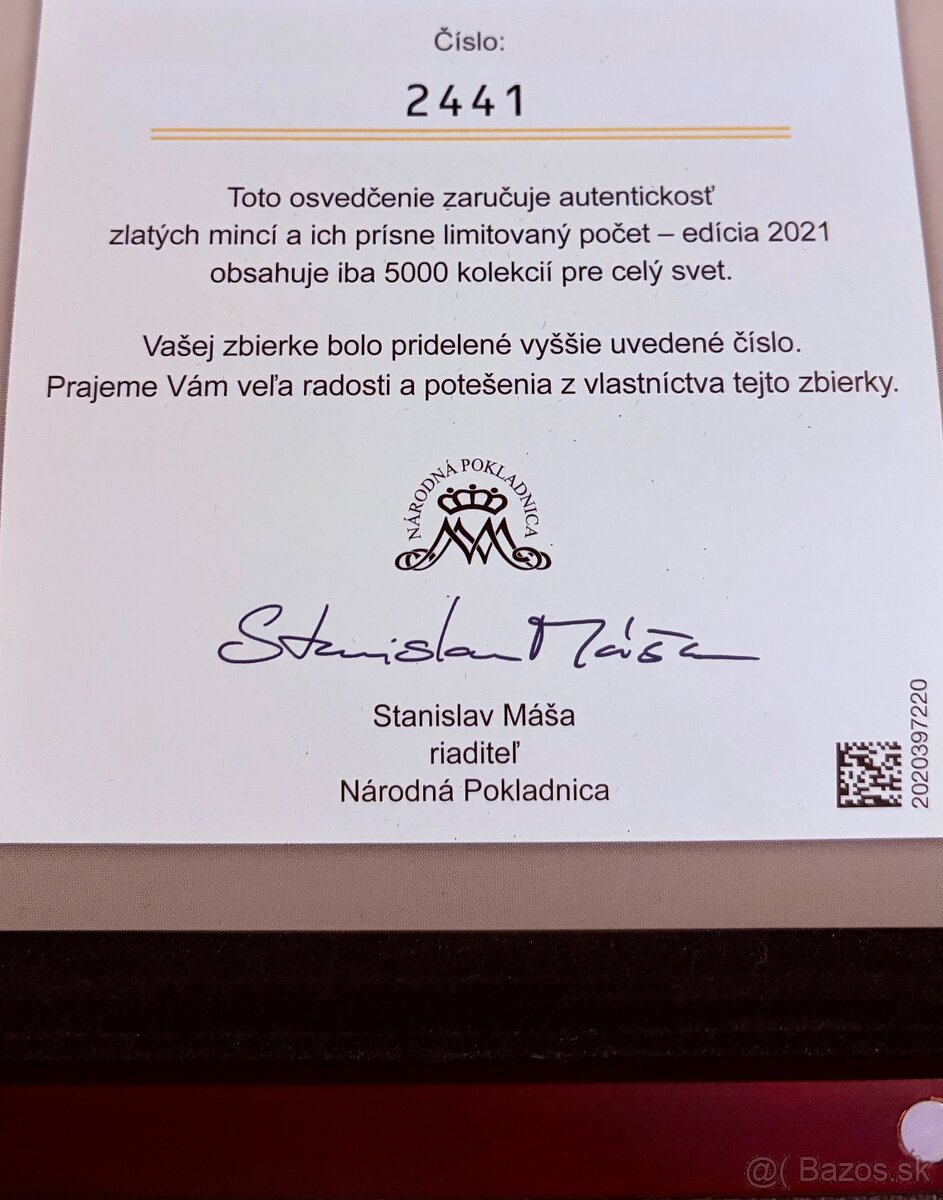 Číslo:
2441
Toto osvedčenie zaručuje autentickosť
zlatých mincí a ich prísne limitovaný počet – edícia 2021
obsahuje iba 5000 kolekcií pre celý svet.
Vašej zbierke bolo pridelené vyššie uvedené číslo.
Prajeme Vám veľa radosti a potešenia z vlastníctva tejto zbierky.
NÁRODNÁ POKLADNICA
Stanislav Máša
Stanislav Máša
riaditeľ
Národná Pokladnica
2020397220
@( Bazos.sk